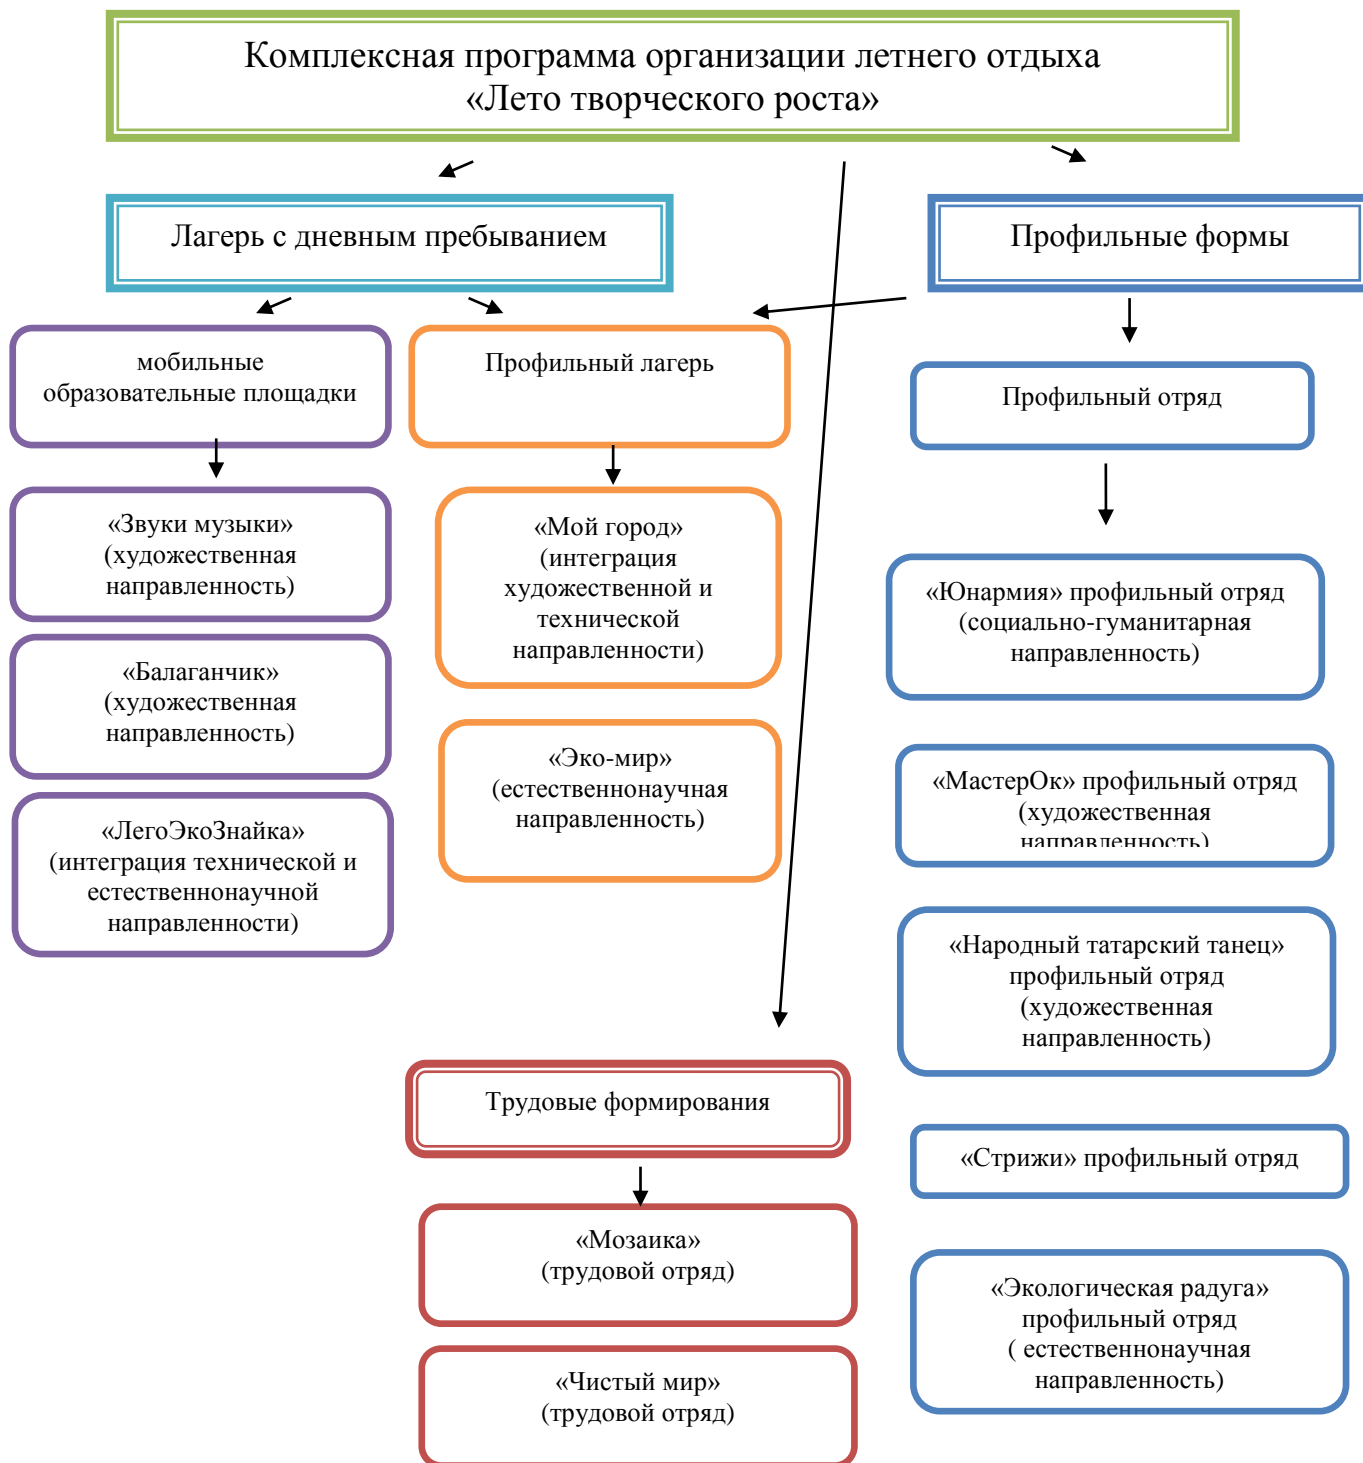 Комплексная программа организации летнего отдыха
«Лето творческого роста»
Лагерь с дневным пребыванием
Профильные формы
мобильные
образовательные площадки
Профильный лагерь
Профильный отряд
«Звуки музыки»
(художественная
направленность)
«Балаганчик»
(художественная
направленность)
«ЛегоЭкоЗнайка»
(интеграция технической и
естественнонаучной
направленности)
«Мой город»
(интеграция
художественной и
технической
направленности)
«Эко-мир»
(естественнонаучная
направленность)
«Юнармия» профильный отряд
(социально-гуманитарная
направленность)
«МастерОк» профильный отряд
(художественная
направленность)
«Народный татарский танец»
профильный отряд
(художественная
направленность)
«Стрижи» профильный отряд
«Экологическая радуга»
профильный отряд
( естественнонаучная
направленность)
Трудовые формирования
«Мозаика»
(трудовой отряд)
«Чистый мир»
(трудовой отряд)